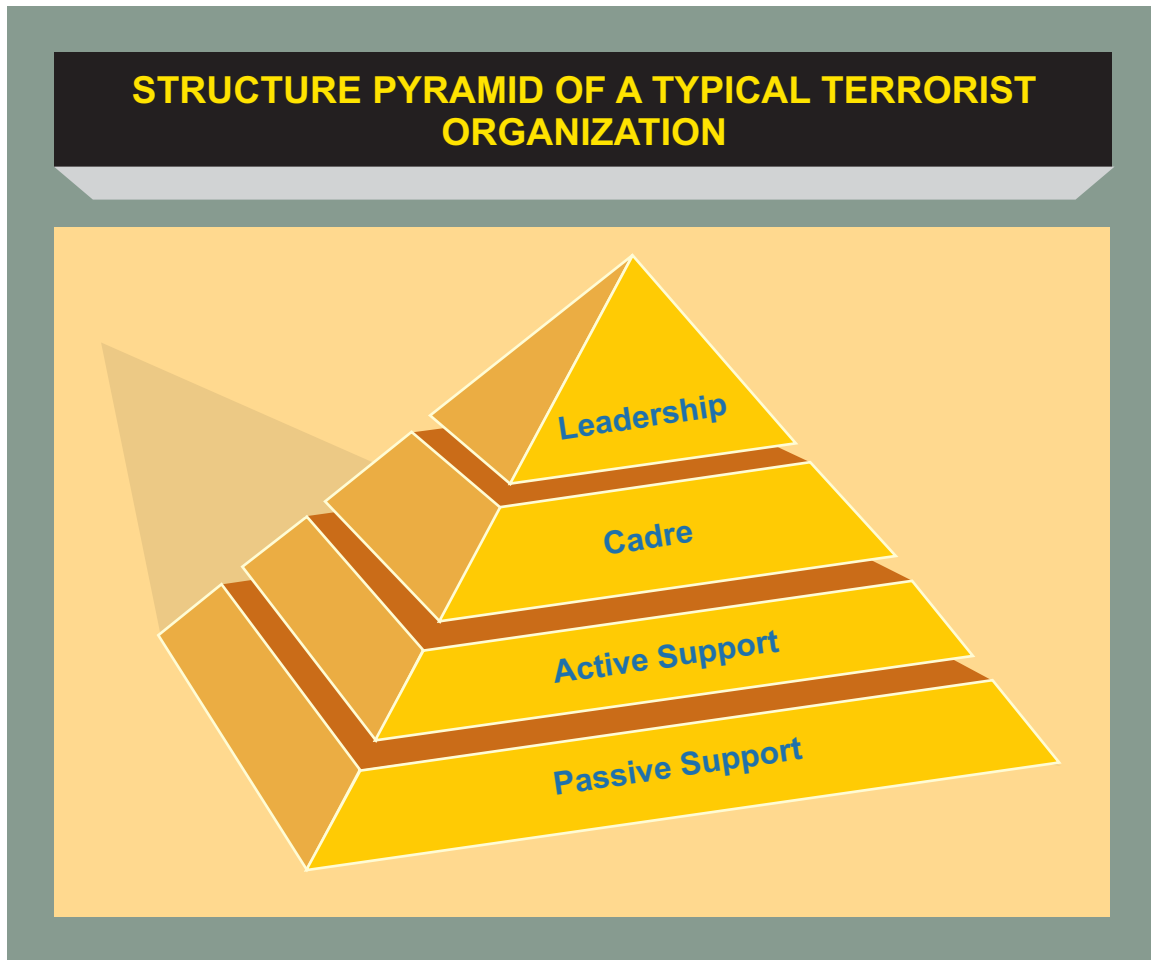 STRUCTURE PYRAMID OF A TYPICAL TERRORIST
ORGANIZATION
Leadership
Cadre
Active Support
Passive Support